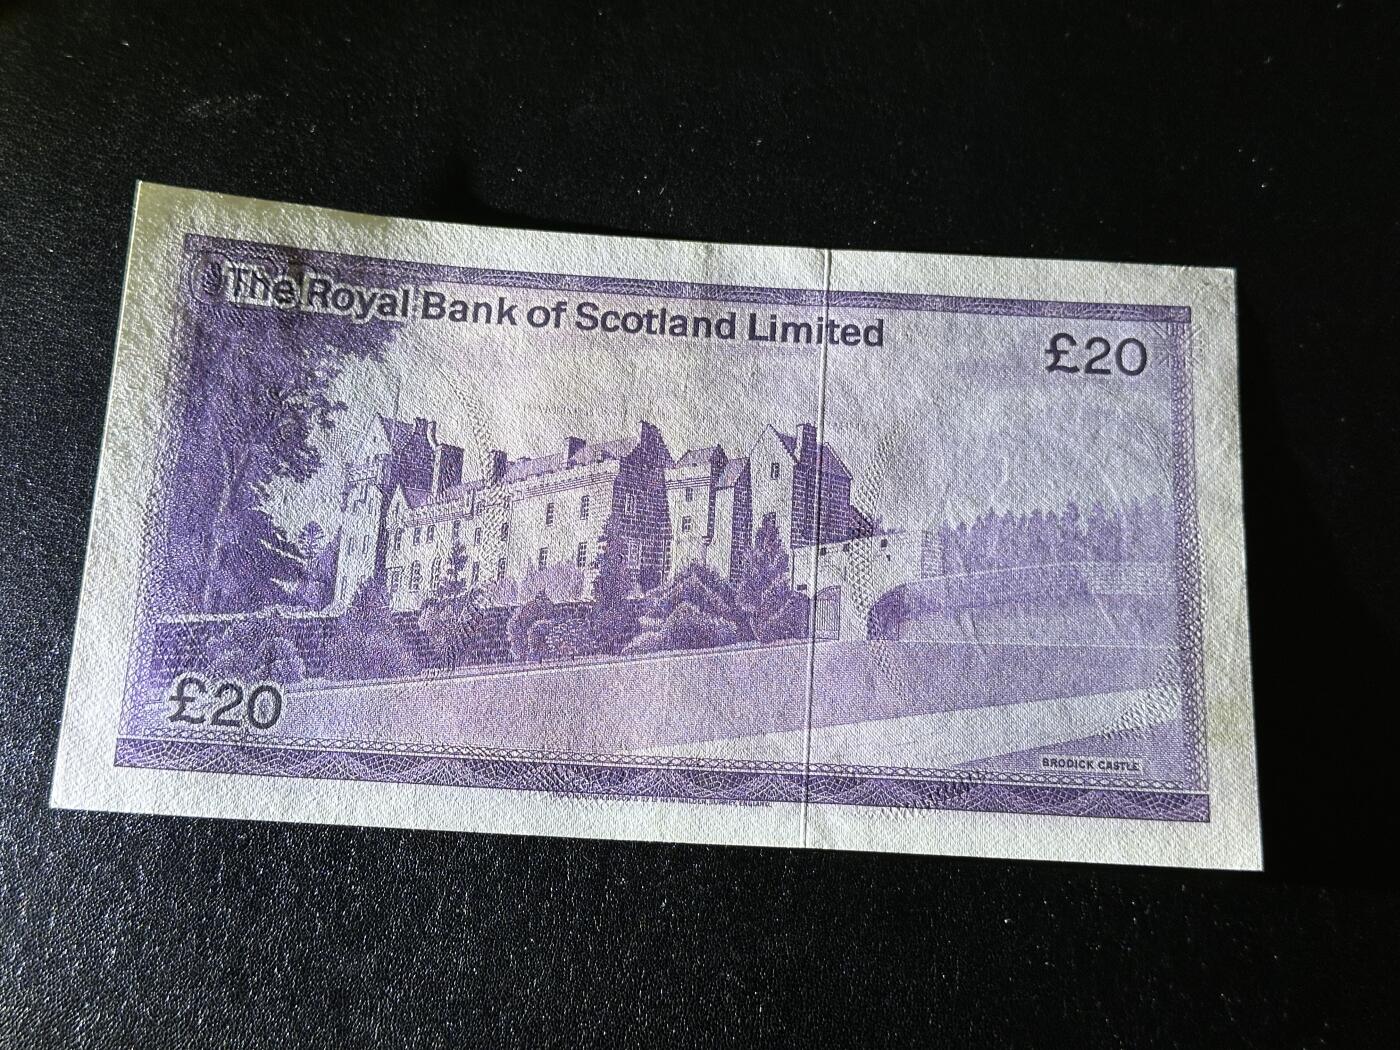 The Royal Bank of Scotland Limited
£20
£20
BRODICK CASTLE